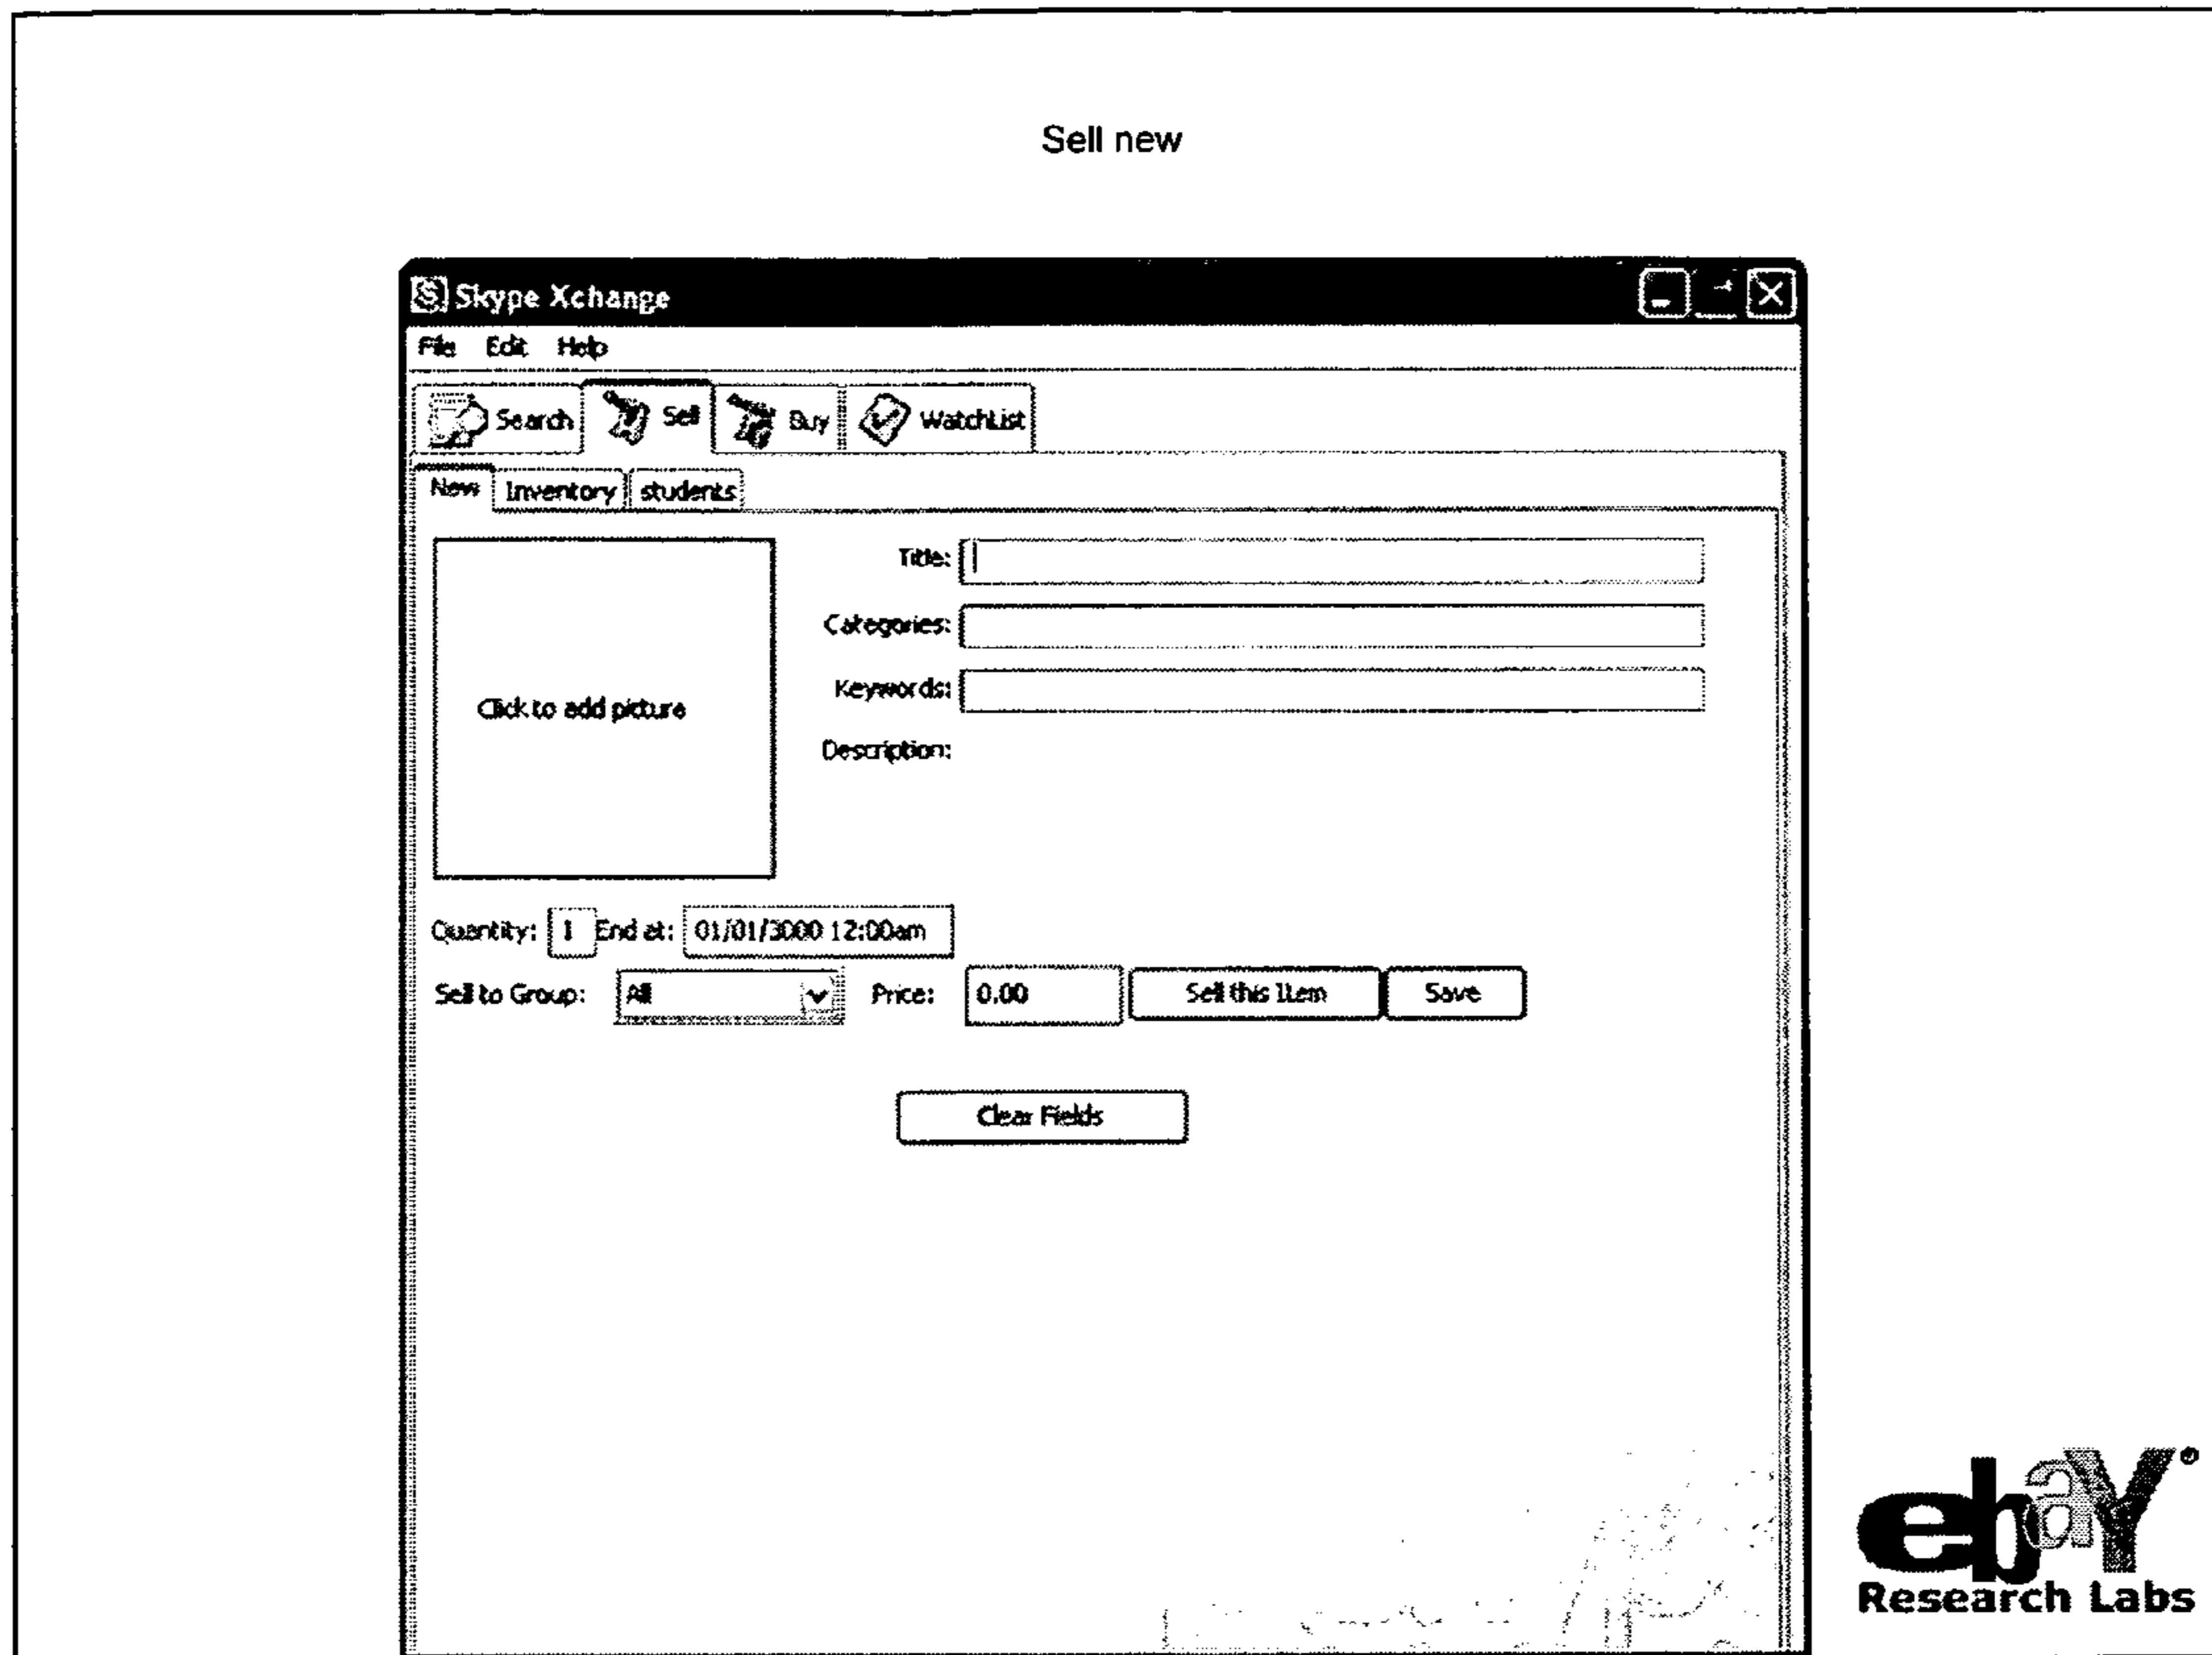 Sell new
Skype Xchange
File Edit Help
Search Sell Buy WatchList
New Inventory students
Title:
Categories:
Keywords:
Click to add picture
Description:
Quantity: 1 End at: 01/01/3000 12:00am
Sell to Group: All Price: 0.00 Sell this Item Save
Clear Fields
ebaY®
Research Labs